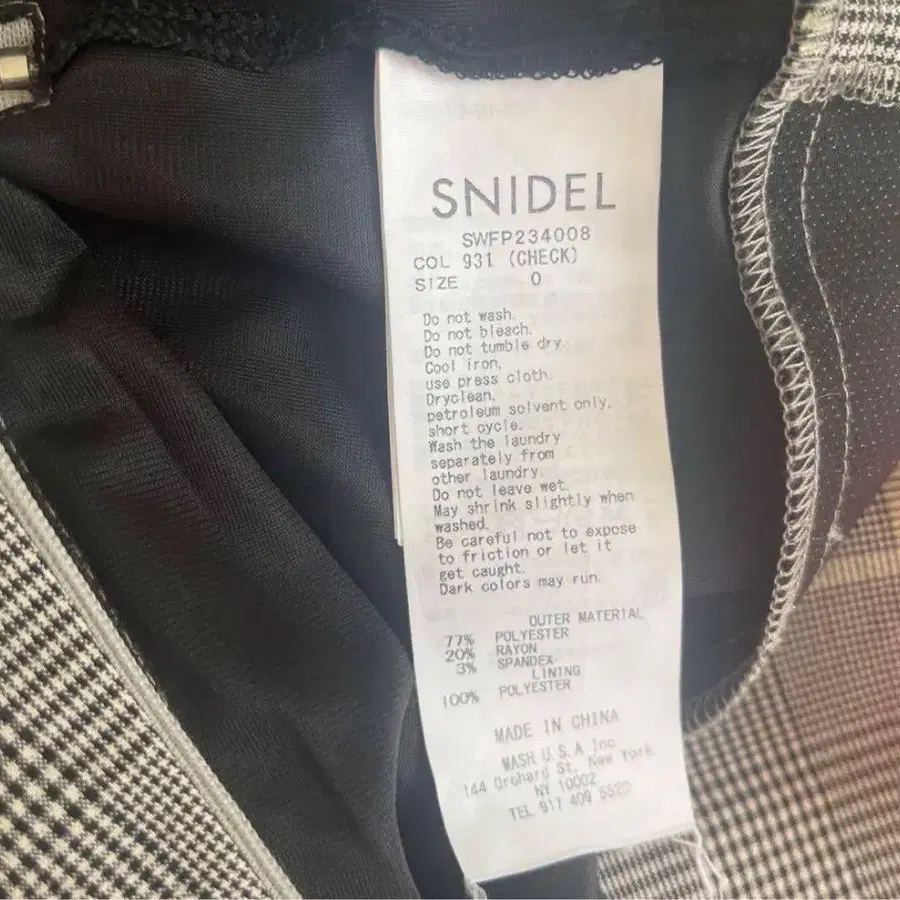 SNIDEL
SWFP234008
COL 931 (CHECK)
SIZE 0
Do not wash.
Do not bleach.
Do not tumble dry.
Cool iron,
use press cloth.
Dryclean,
petroleum solvent only,
short cycle.
Wash the laundry
separately from
other laundry.
Do not leave wet.
May shrink slightly when
washed.
Be careful not to expose
to friction or let it
get caught.
Dark colors may run.
OUTER MATERIAL
77% POLYESTER
20% RAYON
3% SPANDEX
LINING
100% POLYESTER
MADE IN CHINA
MASH U.S.A Inc.
144 Orchard St, New York,
NY 10002
TEL 917 409 5520